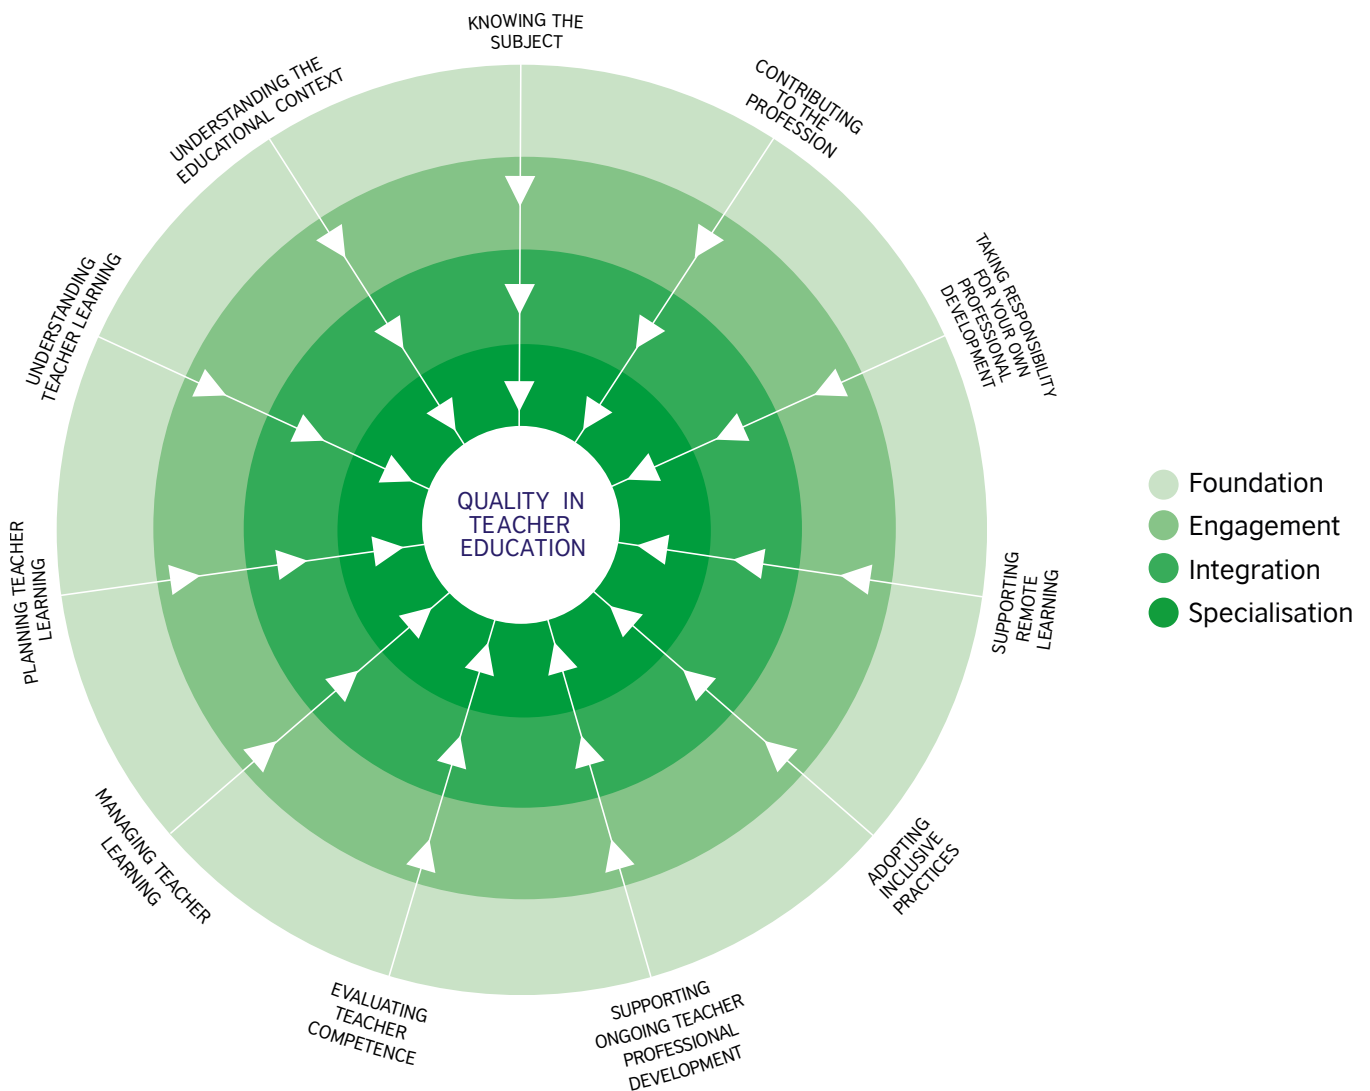 KNOWING THE
SUBJECT
CONTRIBUTING
TO THE
PROFESSION
TAKING RESPONSIBILITY
FOR YOUR OWN
PROFESSIONAL
DEVELOPMENT
SUPPORTING
REMOTE
LEARNING
ADOPTING
INCLUSIVE
PRACTICES
SUPPORTING
ONGOING TEACHER
PROFESSIONAL
DEVELOPMENT
EVALUATING
TEACHER
COMPETENCE
MANAGING TEACHER
LEARNING
PLANNING TEACHER
LEARNING
UNDERSTANDING
TEACHER LEARNING
UNDERSTANDING THE
EDUCATIONAL CONTEXT
QUALITY IN
TEACHER
EDUCATION
Foundation
Engagement
Integration
Specialisation